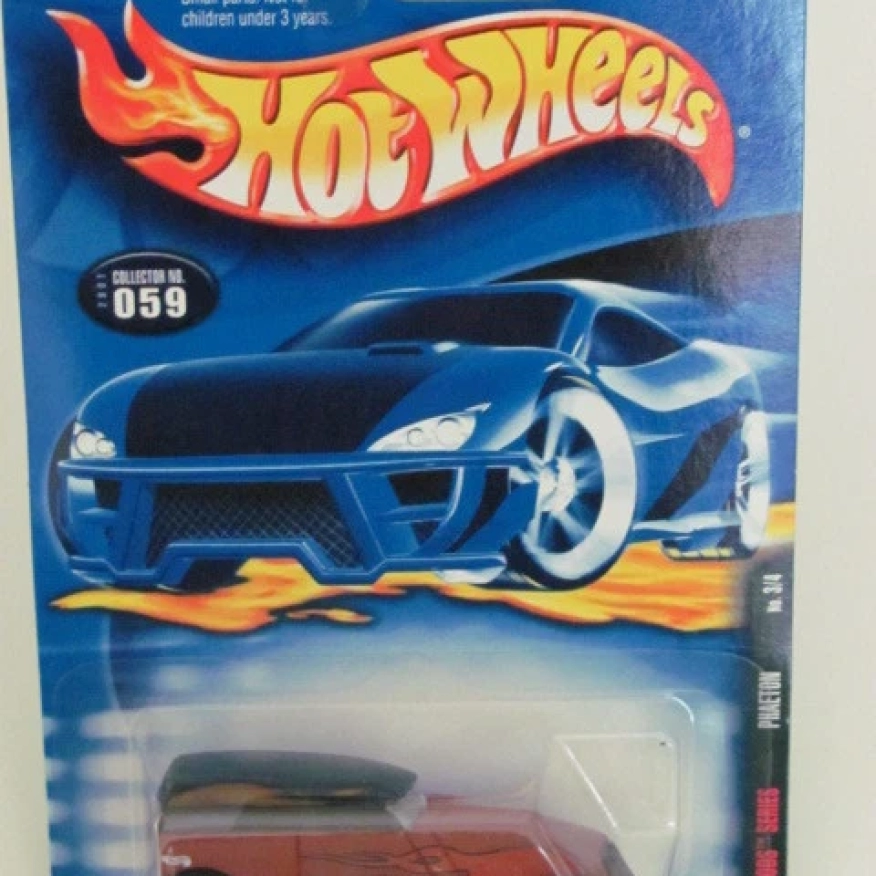 children under 3 years.
HOT WHEELS
®
2001
COLLECTOR NO.
059
No. 3/4
PHAETON
SERIES